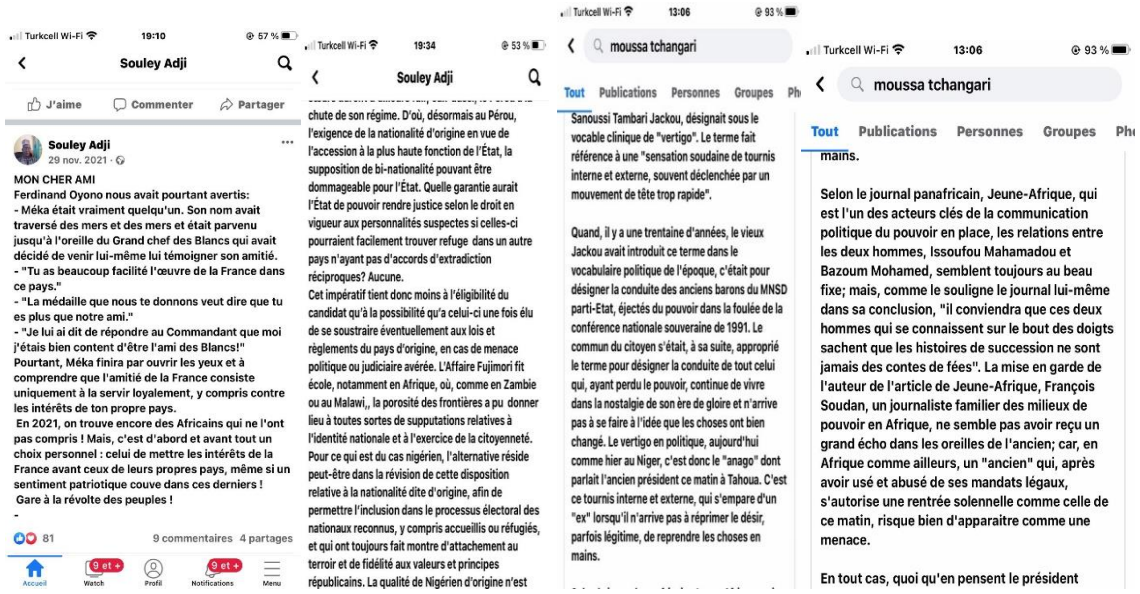 Turkcell Wi-Fi 19:10 57 %
Souley Adji
J'aime Commenter Partager
Souley Adji
29 nov. 2021 ·
MON CHER AMI
Ferdinand Oyono nous avait pourtant averti:
- Méka était vraiment quelqu'un. Son nom avait
traversé des mers et des mers et était parvenu
jusqu'à l'oreille du Grand chef des Blancs qui avait
décidé de venir lui-même lui témoigner son amitié.
- "Tu as beaucoup facilité l'œuvre de la France dans
ce pays."
- "La médaille que nous te donnons veut dire que tu
es plus que notre ami."
- "Je lui ai dit de répondre au Commandant que moi
j'étais bien content d'être l'ami des Blancs!"
Pourtant, Méka finira par ouvrir les yeux et à
comprendre que l'amitié de la France consiste
uniquement à la servir loyalement, y compris contre
les intérêts de ton propre pays.
En 2021, on trouve encore des Africains qui ne l'ont
pas compris ! Mais, c'est d'abord et avant tout un
choix personnel : celui de mettre les intérêts de la
France avant ceux de leurs propres pays, même si un
sentiment patriotique couve dans ces derniers !
Gare à la révolte des peuples !
-
81 9 commentaires 4 partages
9 et + 9 et +
Accueil Watch Profil Notifications Menu
Turkcell Wi-Fi 19:34 53 %
Souley Adji
chute de son régime. D'où, désormais au Pérou,
l'exigence de la nationalité d'origine en vue de
l'accession à la plus haute fonction de l'État, la
supposition de bi-nationalité pouvant être
dommageable pour l'État. Quelle garantie aurait
l'État de pouvoir rendre justice selon le droit en
vigueur aux personnalités suspectes si celles-ci
pourraient facilement trouver refuge dans un autre
pays n'ayant pas d'accords d'extradition
réciproques? Aucune.
Cet impératif tient donc moins à l'éligibilité du
candidat qu'à la possibilité qu'a celui-ci une fois élu
de se soustraire éventuellement aux lois et
règlements du pays d'origine, en cas de menace
politique ou judiciaire avérée. L'Affaire Fujimori fit
école, notamment en Afrique, où, comme en Zambie
ou au Malawi,, la porosité des frontières a pu donner
lieu à toutes sortes de supputations relatives à
l'identité nationale et à l'exercice de la citoyenneté.
Pour ce qui est du cas nigérien, l'alternative réside
peut-être dans la révision de cette disposition
relative à la nationalité dite d'origine, afin de
permettre l'inclusion dans le processus électoral des
nationaux reconnus, y compris accueillis ou réfugiés,
et qui ont toujours fait montre d'attachement au
terroir et de fidélité aux valeurs et principes
républicains. La qualité de Nigérien d'origine n'est
Turkcell Wi-Fi 13:06 93 %
moussa tchangari
Tout Publications Personnes Groupes Ph
Sanoussi Tambari Jackou, désignait sous le
vocable clinique de "vertigo". Le terme fait
référence à une "sensation soudaine de tournis
interne et externe, souvent déclenchée par un
mouvement de tête trop rapide".
Quand, il y a une trentaine d'années, le vieux
Jackou avait introduit ce terme dans le
vocabulaire politique de l'époque, c'était pour
désigner la conduite des anciens barons du MNSD
parti-Etat, éjectés du pouvoir dans la foulée de la
conférence nationale souveraine de 1991. Le
commun du citoyen s'était, à sa suite, approprié
le terme pour désigner la conduite de tout celui
qui, ayant perdu le pouvoir, continue de vivre
dans la nostalgie de son ère de gloire et n'arrive
pas à se faire à l'idée que les choses ont bien
changé. Le vertigo en politique, aujourd'hui
comme hier au Niger, c'est donc le "anago" dont
parlait l'ancien président ce matin à Tahoua. C'est
ce tournis interne et externe, qui s'empare d'un
"ex" lorsqu'il n'arrive pas à réprimer le désir,
parfois légitime, de reprendre les choses en
mains.
Turkcell Wi-Fi 13:06 93 %
moussa tchangari
Tout Publications Personnes Groupes Pho
mains.
Selon le journal panafricain, Jeune-Afrique, qui
est l'un des acteurs clés de la communication
politique du pouvoir en place, les relations entre
les deux hommes, Issoufou Mahamadou et
Bazoum Mohamed, semblent toujours au beau
fixe; mais, comme le souligne le journal lui-même
dans sa conclusion, "il conviendra que ces deux
hommes qui se connaissent sur le bout des doigts
sachent que les histoires de succession ne sont
jamais des contes de fées". La mise en garde de
l'auteur de l'article de Jeune-Afrique, François
Soudan, un journaliste familier des milieux de
pouvoir en Afrique, ne semble pas avoir reçu un
grand écho dans les oreilles de l'ancien; car, en
Afrique comme ailleurs, un "ancien" qui, après
avoir usé et abusé de ses mandats légaux,
s'autorise une rentrée solennelle comme celle de
ce matin, risque bien d'apparaitre comme une
menace.
En tout cas, quoi qu'en pensent le président